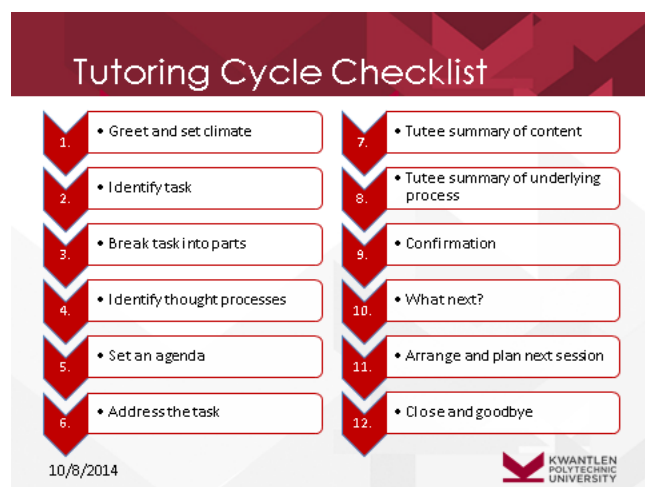 Tutoring Cycle Checklist
1.
• Greet and set climate
2.
• Identify task
3.
• Break task into parts
4.
• Identify thought processes
5.
• Set an agenda
6.
• Address the task
7.
• Tutee summary of content
8.
• Tutee summary of underlying
process
9.
• Confirmation
10.
• What next?
11.
• Arrange and plan next session
12.
• Close and goodbye
10/8/2014
KWANTLEN
POLYTECHNIC
UNIVERSITY